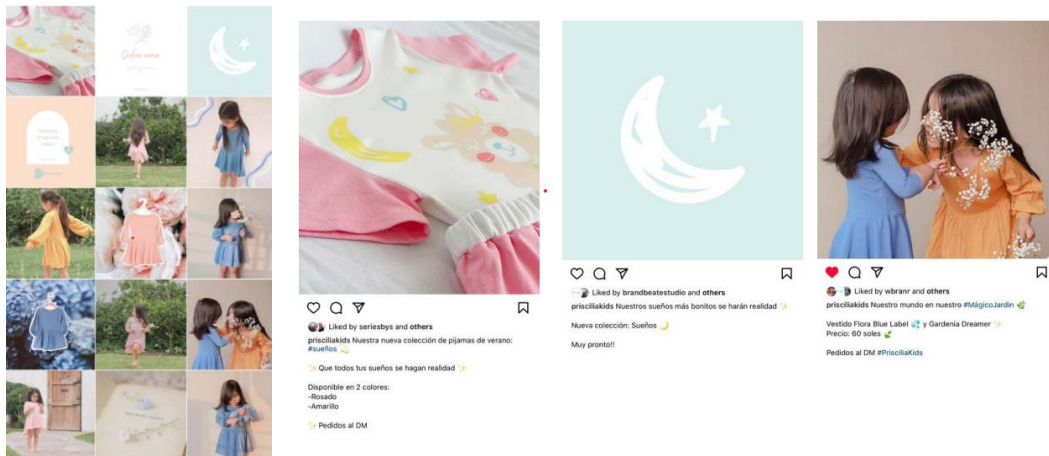 Liked by seriesbys and others
prisciliakids Nuestra nueva colección de pijamas de verano:
#sueños 💫
✨ Que todos tus sueños se hagan realidad ✨
Disponible en 2 colores:
-Rosado
-Amarillo
✨ Pedidos al DM
Liked by brandbeatestudio and others
prisciliakids Nuestros sueños más bonitos se harán realidad ✨
Nueva colección: Sueños 🌙
Muy pronto!!
Liked by wbranr and others
prisciliakids Nuestro mundo en nuestro #MágicoJardin 🌿
Vestido Flora Blue Label 💦 y Gardenia Dreamer ✨
Precio: 60 soles 🌿
Pedidos al DM #PrisciliaKids